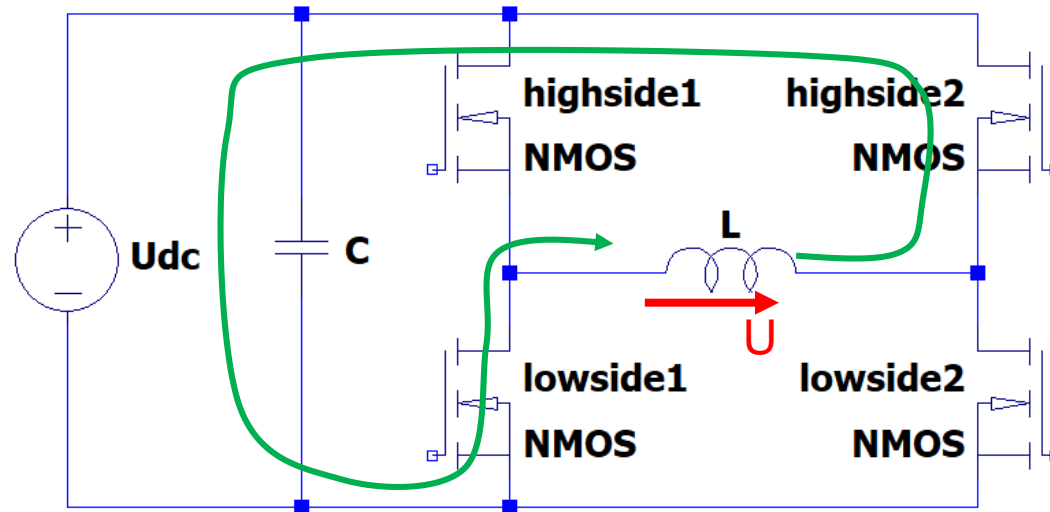 highside1
highside2
NMOS
NMOS
Udc
C
L
U
lowside1
lowside2
NMOS
NMOS